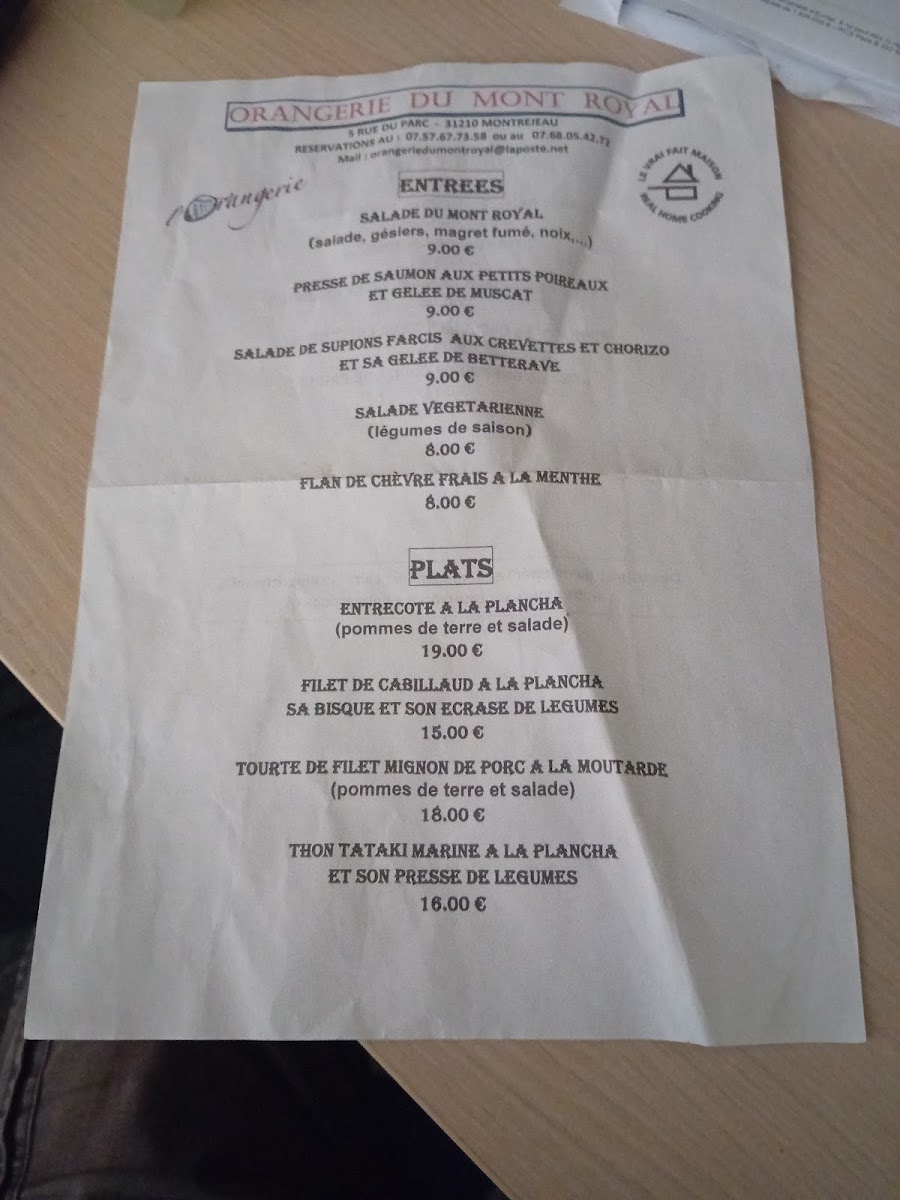 ORANGERIE DU MONT ROYAL
5 RUE DU PARC - 31210 MONTREJEAU
RESERVATIONS AU : 07.57.67.73.58 ou au 07.68.05.42.72
Mail : orangeriedumontroyal@laposte.net
l'Orangerie
LE VRAI FAIT MAISON
REAL HOME COOKING
ENTREES
SALADE DU MONT ROYAL
(salade, gésiers, magret fumé, noix,...)
9.00 €
PRESSE DE SAUMON AUX PETITS POIREAUX
ET GELEE DE MUSCAT
9.00 €
SALADE DE SUPIONS FARCIS AUX CREVETTES ET CHORIZO
ET SA GELEE DE BETTERAVE
9.00 €
SALADE VEGETARIENNE
(légumes de saison)
8.00 €
FLAN DE CHÈVRE FRAIS A LA MENTHE
8.00 €
PLATS
ENTRECOTE A LA PLANCHA
(pommes de terre et salade)
19.00 €
FILET DE CABILLAUD A LA PLANCHA
SA BISQUE ET SON ECRASE DE LEGUMES
15.00 €
TOURTE DE FILET MIGNON DE PORC A LA MOUTARDE
(pommes de terre et salade)
18.00 €
THON TATAKI MARINE A LA PLANCHA
ET SON PRESSE DE LEGUMES
16.00 €